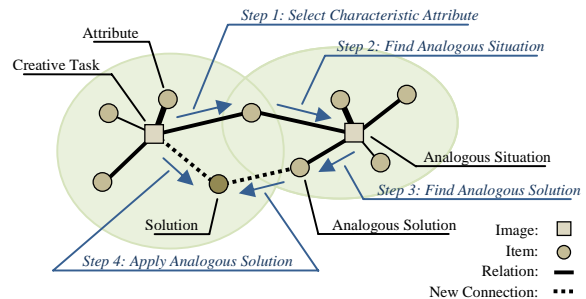 Step 1: Select Characteristic Attribute
Attribute
Step 2: Find Analogous Situation
Creative Task
Analogous Situation
Step 3: Find Analogous Solution
Solution
Analogous Solution
Step 4: Apply Analogous Solution
Image:
Item:
Relation:
New Connection: